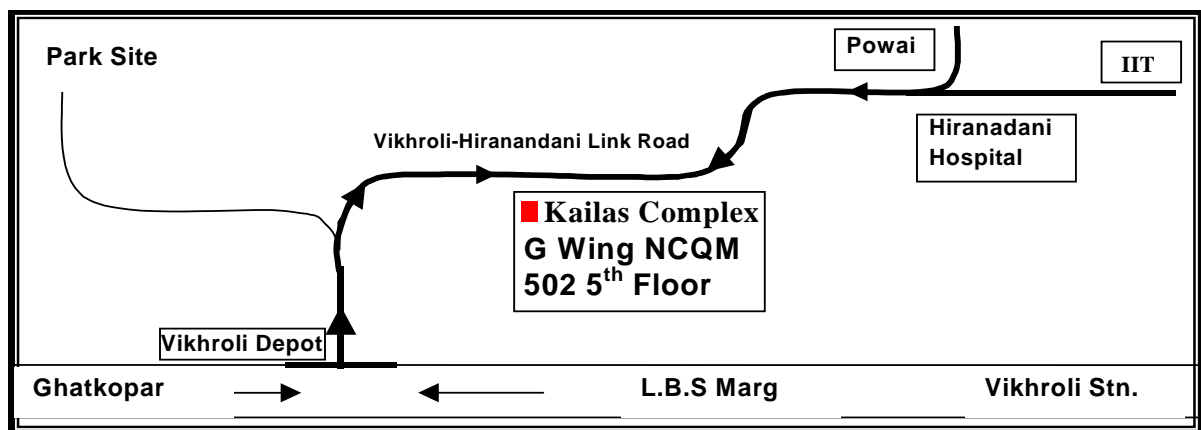 Park Site
Powai
IIT
Vikhroli-Hiranandani Link Road
Hiranadani
Hospital
Kailas Complex
G Wing NCQM
502 5th Floor
Vikhroli Depot
Ghatkopar
L.B.S Marg
Vikhroli Stn.